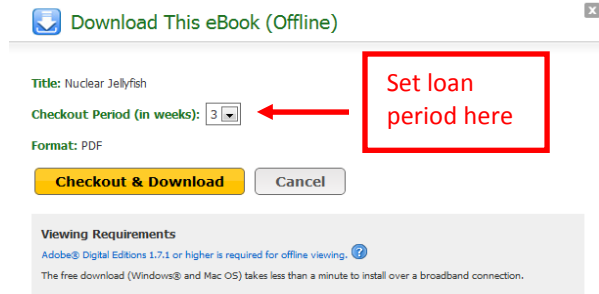 Download This eBook (Offline)
x
Title: Nuclear Jellyfish
Set loan
period here
Checkout Period (in weeks): 3
Format: PDF
Checkout & Download Cancel
Viewing Requirements
Adobe® Digital Editions 1.7.1 or higher is required for offline viewing. ?
The free download (Windows® and Mac OS) takes less than a minute to install over a broadband connection.